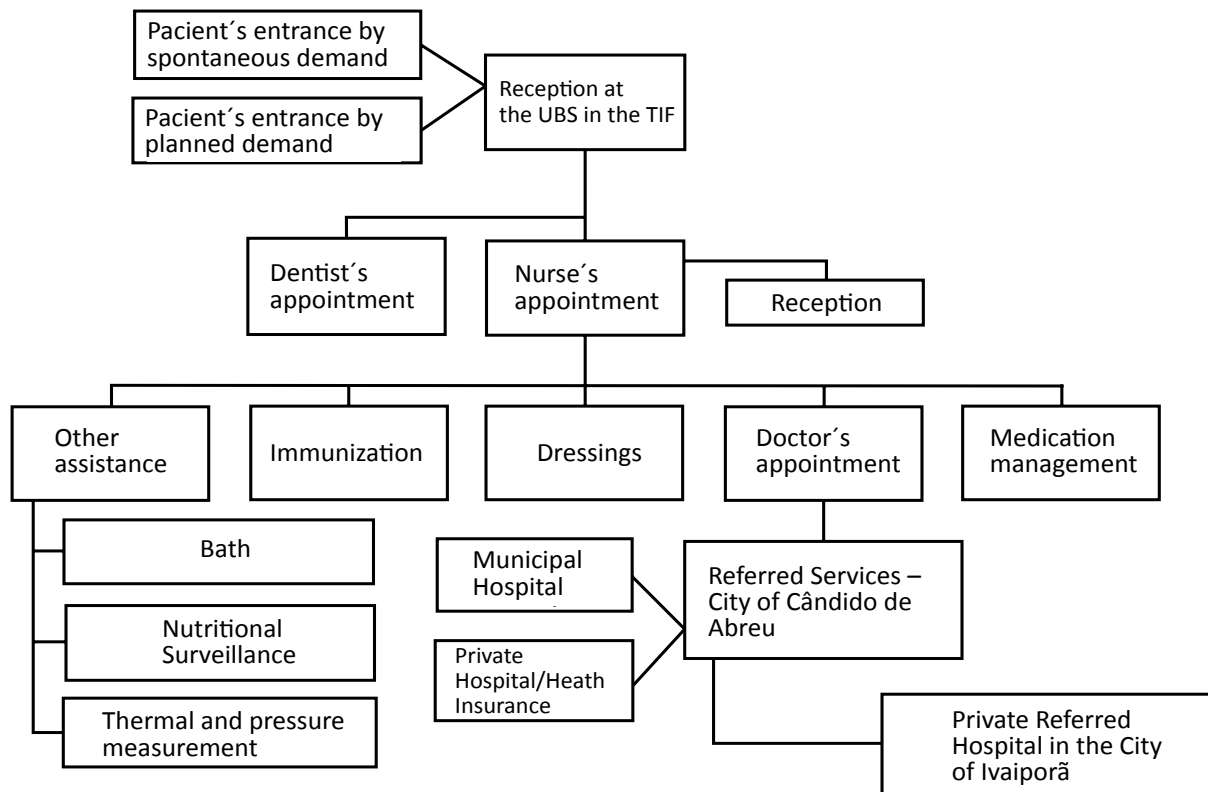 Pacient´s entrance by
spontaneous demand
Pacient´s entrance by
planned demand
Reception at
the UBS in the TIF
Dentist´s
appointment
Nurse´s
appointment
Reception
Other
assistance
Immunization
Dressings
Doctor´s
appointment
Medication
management
Bath
Nutritional
Surveillance
Thermal and pressure
measurement
Municipal
Hospital
Private
Hospital/Heath
Insurance
Referred Services –
City of Cândido de
Abreu
Private Referred
Hospital in the City
of Ivaiporã